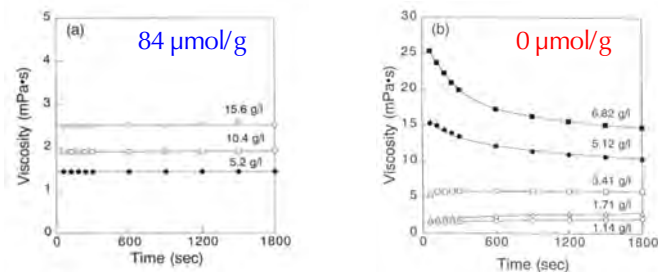 (a)
84 µmol/g
Viscosity (mPa•s)
5
4
3
2
1
0
15.6 g/l
10.4 g/l
5.2 g/l
0
600
1200
1800
Time (sec)
(b)
0 µmol/g
Viscosity (mPa•s)
30
25
20
15
10
5
0
6.82 g/l
5.12 g/l
3.41 g/l
1.71 g/l
1.14 g/l
0
600
1200
1800
Time (sec)